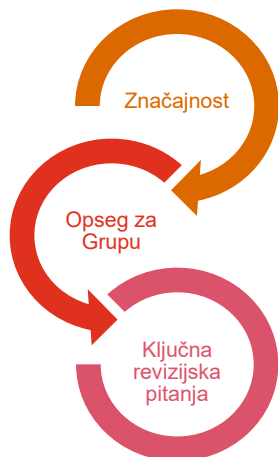 Značajnost
Opseg za
Grupu
Ključna
revizijska
pitanja